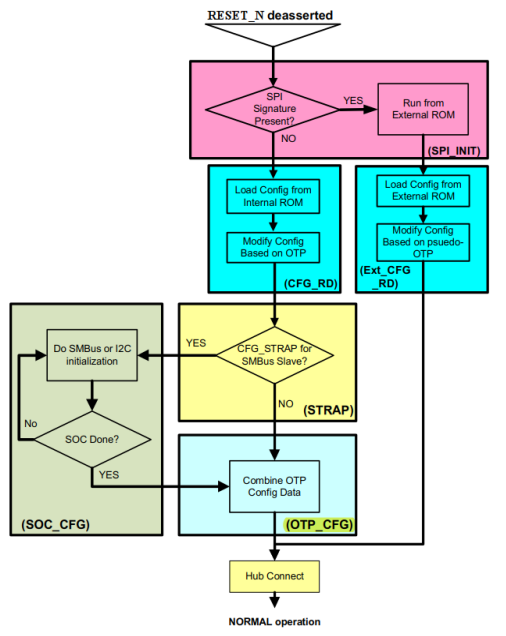 RESET_N deasserted
SPI
Signature
Present?
YES
Run from
External ROM
NO
(SPI_INIT)
Load Config from
Internal ROM
Load Config from
External ROM
Modify Config
Based on OTP
Modify Config
Based on psuedo-
OTP
(CFG_RD)
(Ext_CFG
_RD)
Do SMBus or I2C
initialization
YES
CFG_STRAP for
SMBus Slave?
NO
(STRAP)
No
SOC Done?
YES
Combine OTP
Config Data
(SOC_CFG)
(OTP_CFG)
Hub Connect
NORMAL operation